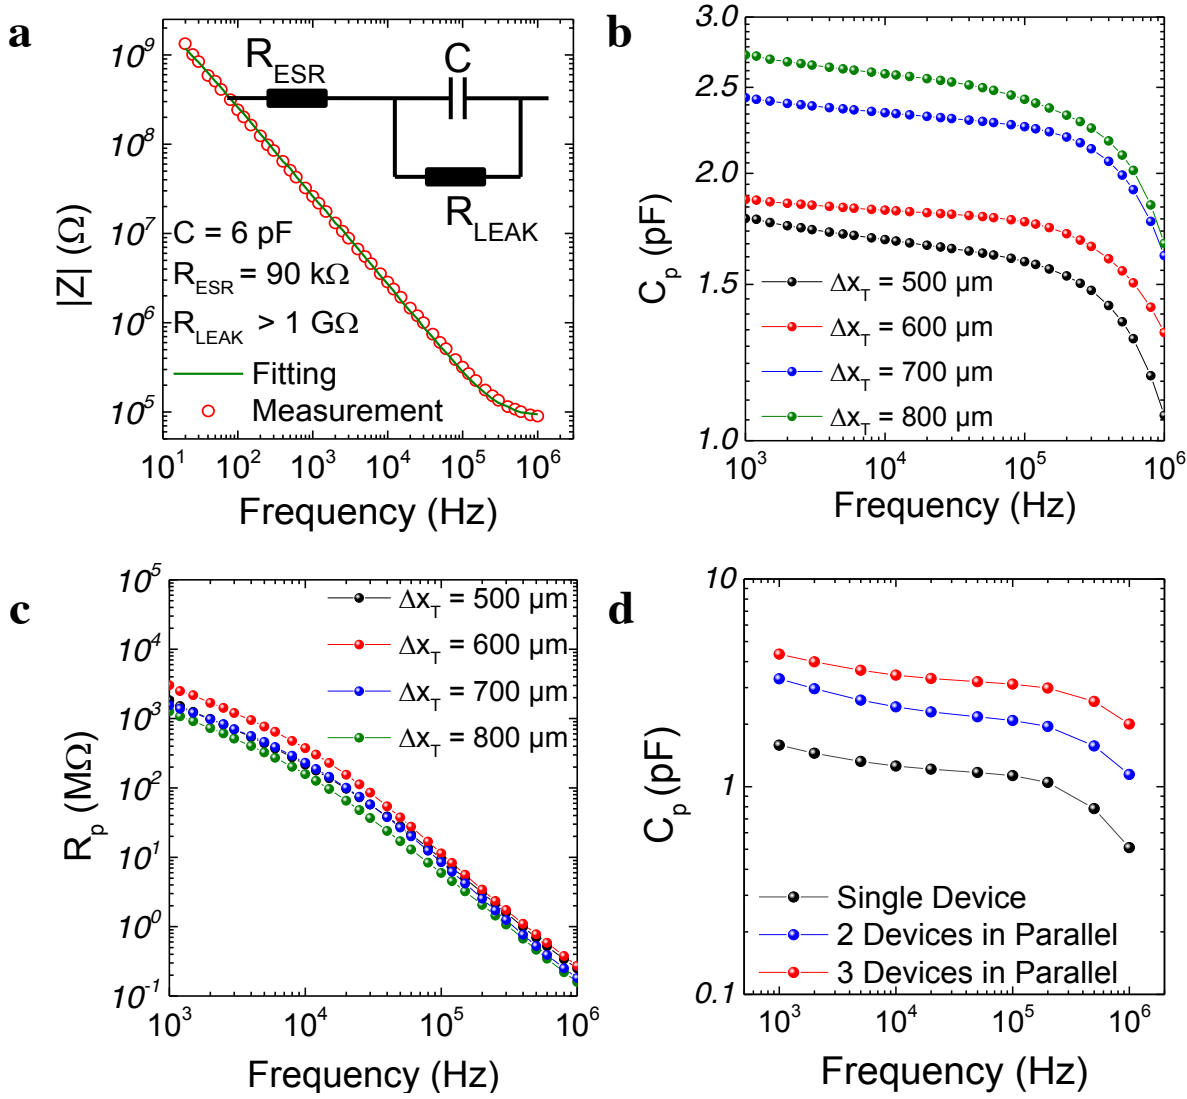 a
10⁹
10⁸
10⁷
10⁶
10⁵
|Z| (Ω)
R_ESR
C
R_LEAK
C = 6 pF
R_ESR = 90 kΩ
R_LEAK > 1 GΩ
Fitting
Measurement
10¹ 10² 10³ 10⁴ 10⁵ 10⁶
Frequency (Hz)
b
3.0
2.5
2.0
1.5
1.0
C_p (pF)
Δx_T = 500 μm
Δx_T = 600 μm
Δx_T = 700 μm
Δx_T = 800 μm
10³ 10⁴ 10⁵ 10⁶
Frequency (Hz)
c
10⁵
10⁴
10³
10²
10¹
10⁰
10⁻¹
R_p (MΩ)
Δx_T = 500 μm
Δx_T = 600 μm
Δx_T = 700 μm
Δx_T = 800 μm
10³ 10⁴ 10⁵ 10⁶
Frequency (Hz)
d
10
1
0.1
C_p (pF)
Single Device
2 Devices in Parallel
3 Devices in Parallel
10³ 10⁴ 10⁵ 10⁶
Frequency (Hz)